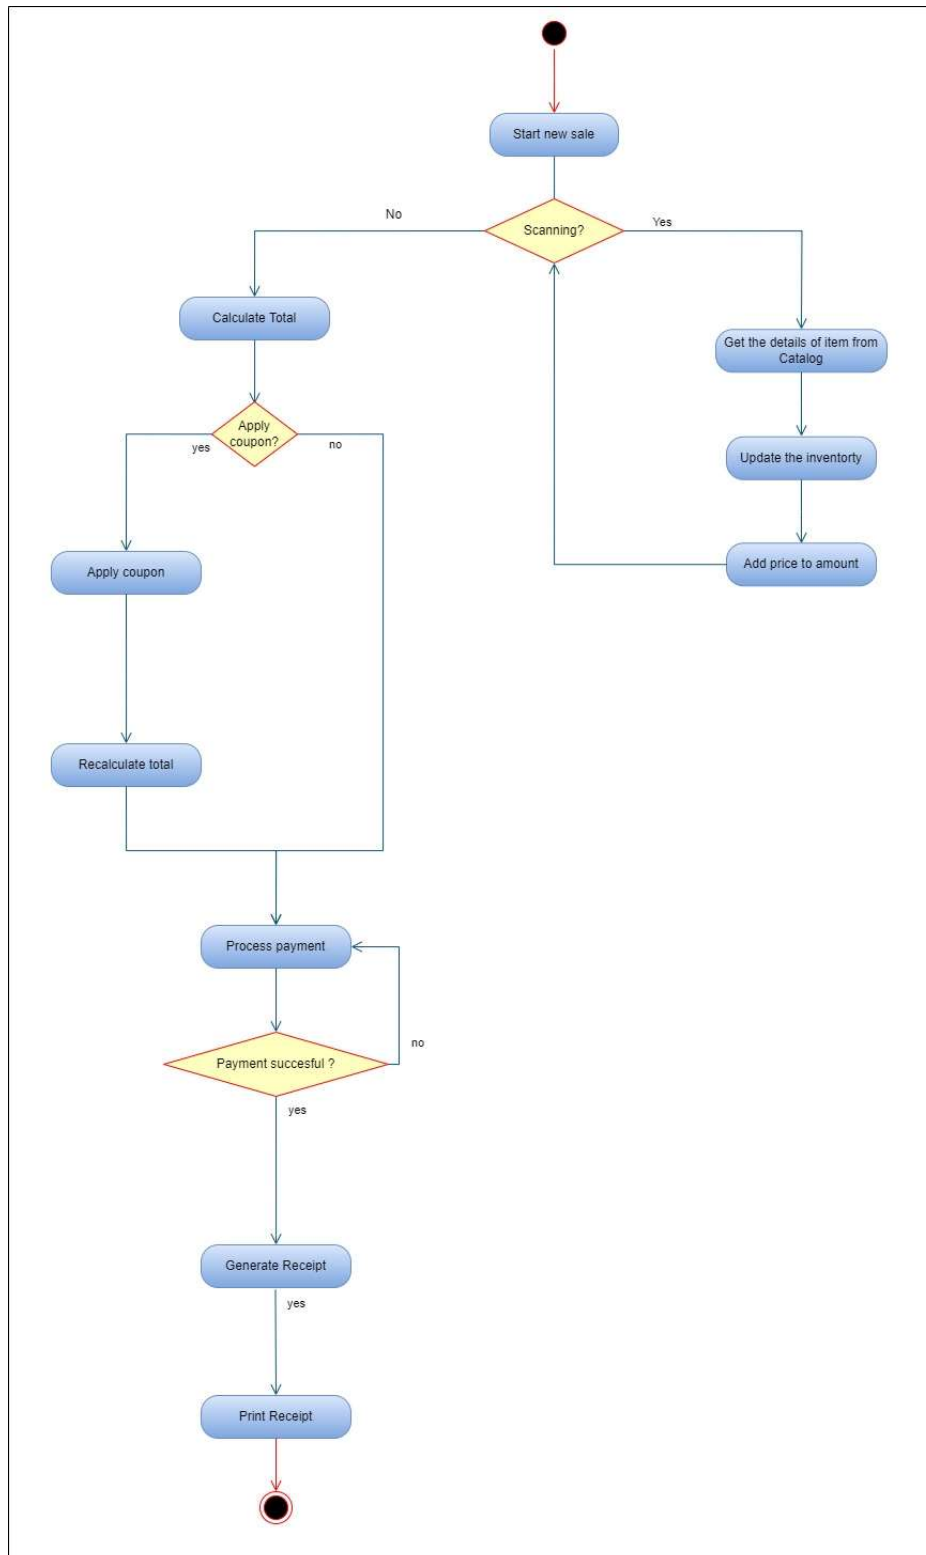 Start new sale
No
Scanning?
Yes
Calculate Total
Get the details of item from
Catalog
Apply
coupon?
yes
no
Update the inventorty
Apply coupon
Add price to amount
Recalculate total
Process payment
no
Payment succesful ?
yes
Generate Receipt
yes
Print Receipt